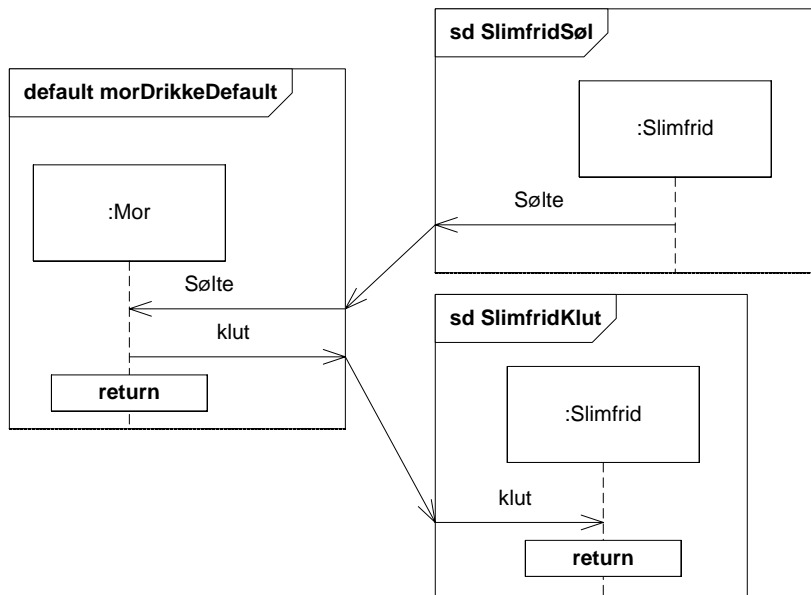 sd SlimfridSøl
default morDrikkeDefault
:Slimfrid
:Mor
Sølte
Sølte
klut
return
sd SlimfridKlut
:Slimfrid
klut
return